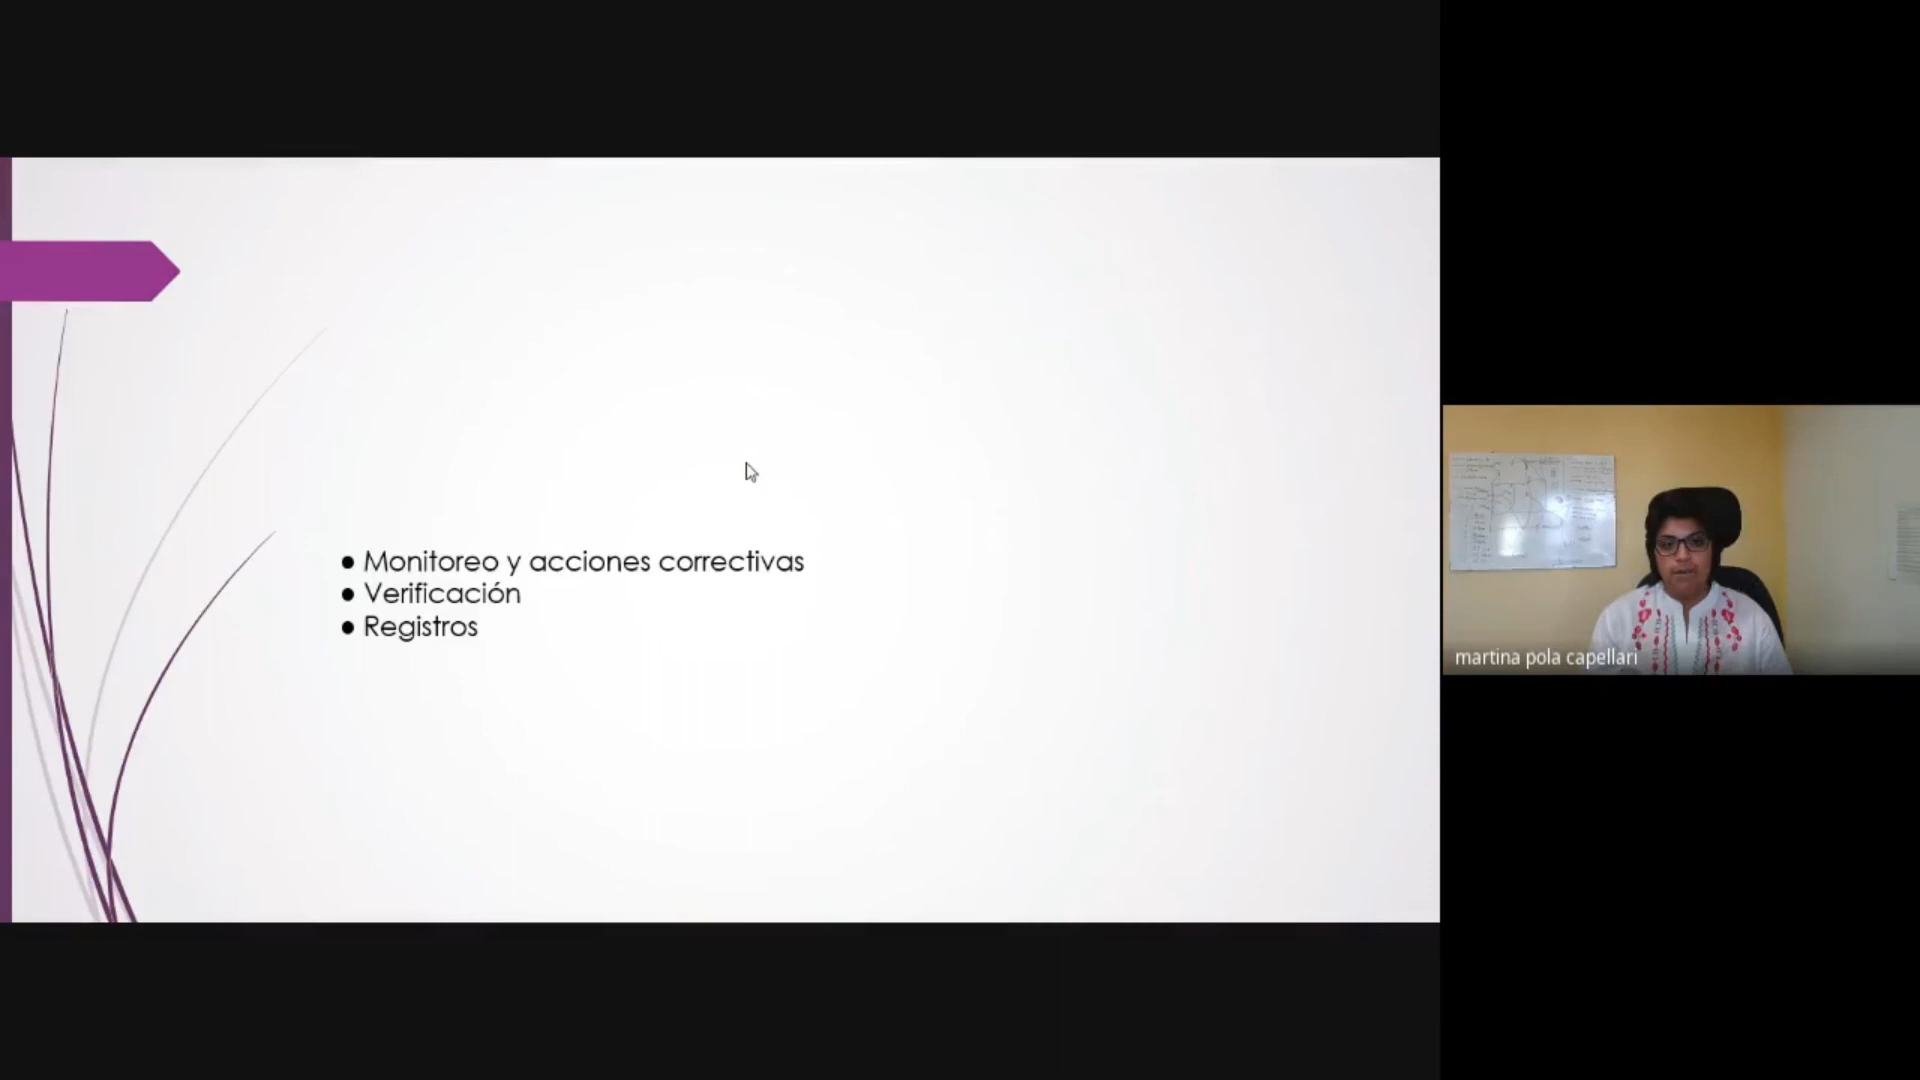 ● Monitoreo y acciones correctivas
● Verificación
● Registros
martina pola capellari